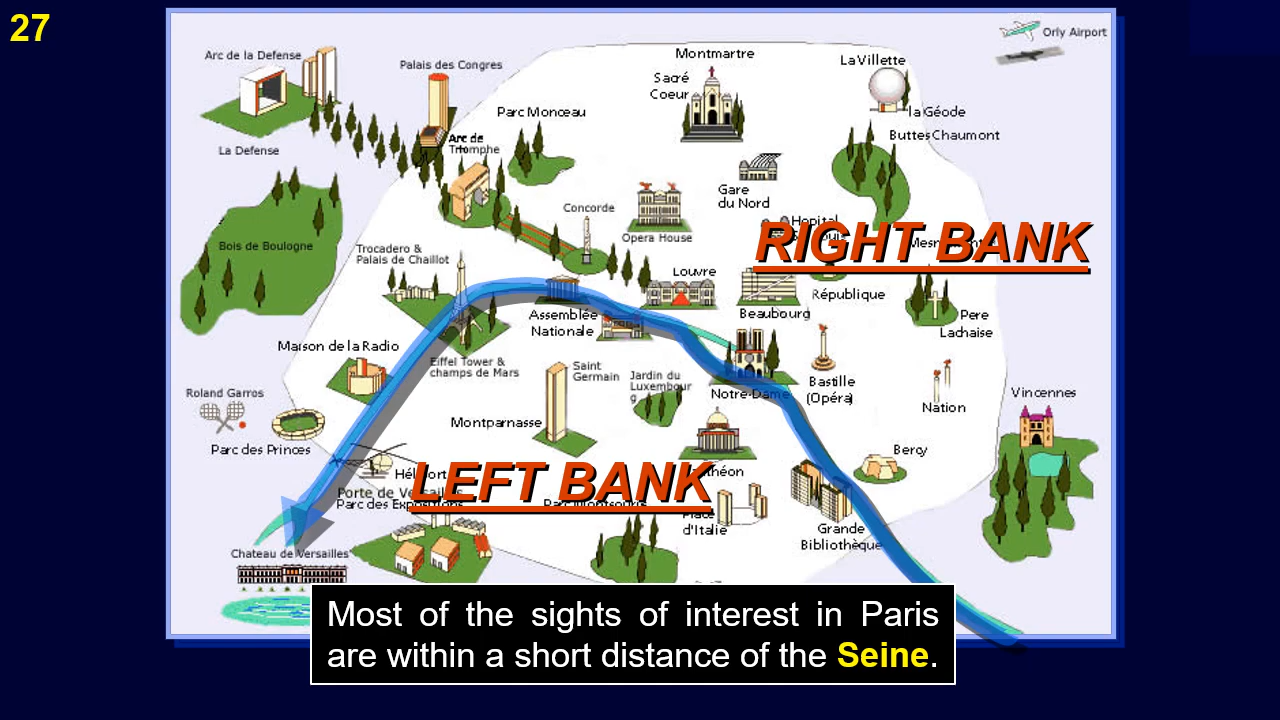 27
Orly Airport
Arc de la Defense
Palais des Congres
Montmartre
Sacré
Coeur
La Villette
la Géode
Parc Monceau
Buttes Chaumont
La Defense
Arc de
Triomphe
Gare
du Nord
Concorde
Opera House
Hopital
RIGHT BANK
Bois de Boulogne
Trocadero &
Palais de Chaillot
Louvre
République
Beaubourg
Pere
Lachaise
Assemblée
Nationale
Maison de la Radio
Eiffel Tower &
champs de Mars
Saint
Germain
Jardin du
Luxembour
g
Notre-Dame
Bastille
(Opéra)
Nation
Vincennes
Roland Garros
Montparnasse
Parc des Princes
Bercy
LEFT BANK
Porte de Versailles
Parc des Expositions
Parc Montsouris
Place
d'Italie
Grande
Bibliothèque
Chateau de Versailles
Most of the sights of interest in Paris
are within a short distance of the Seine.